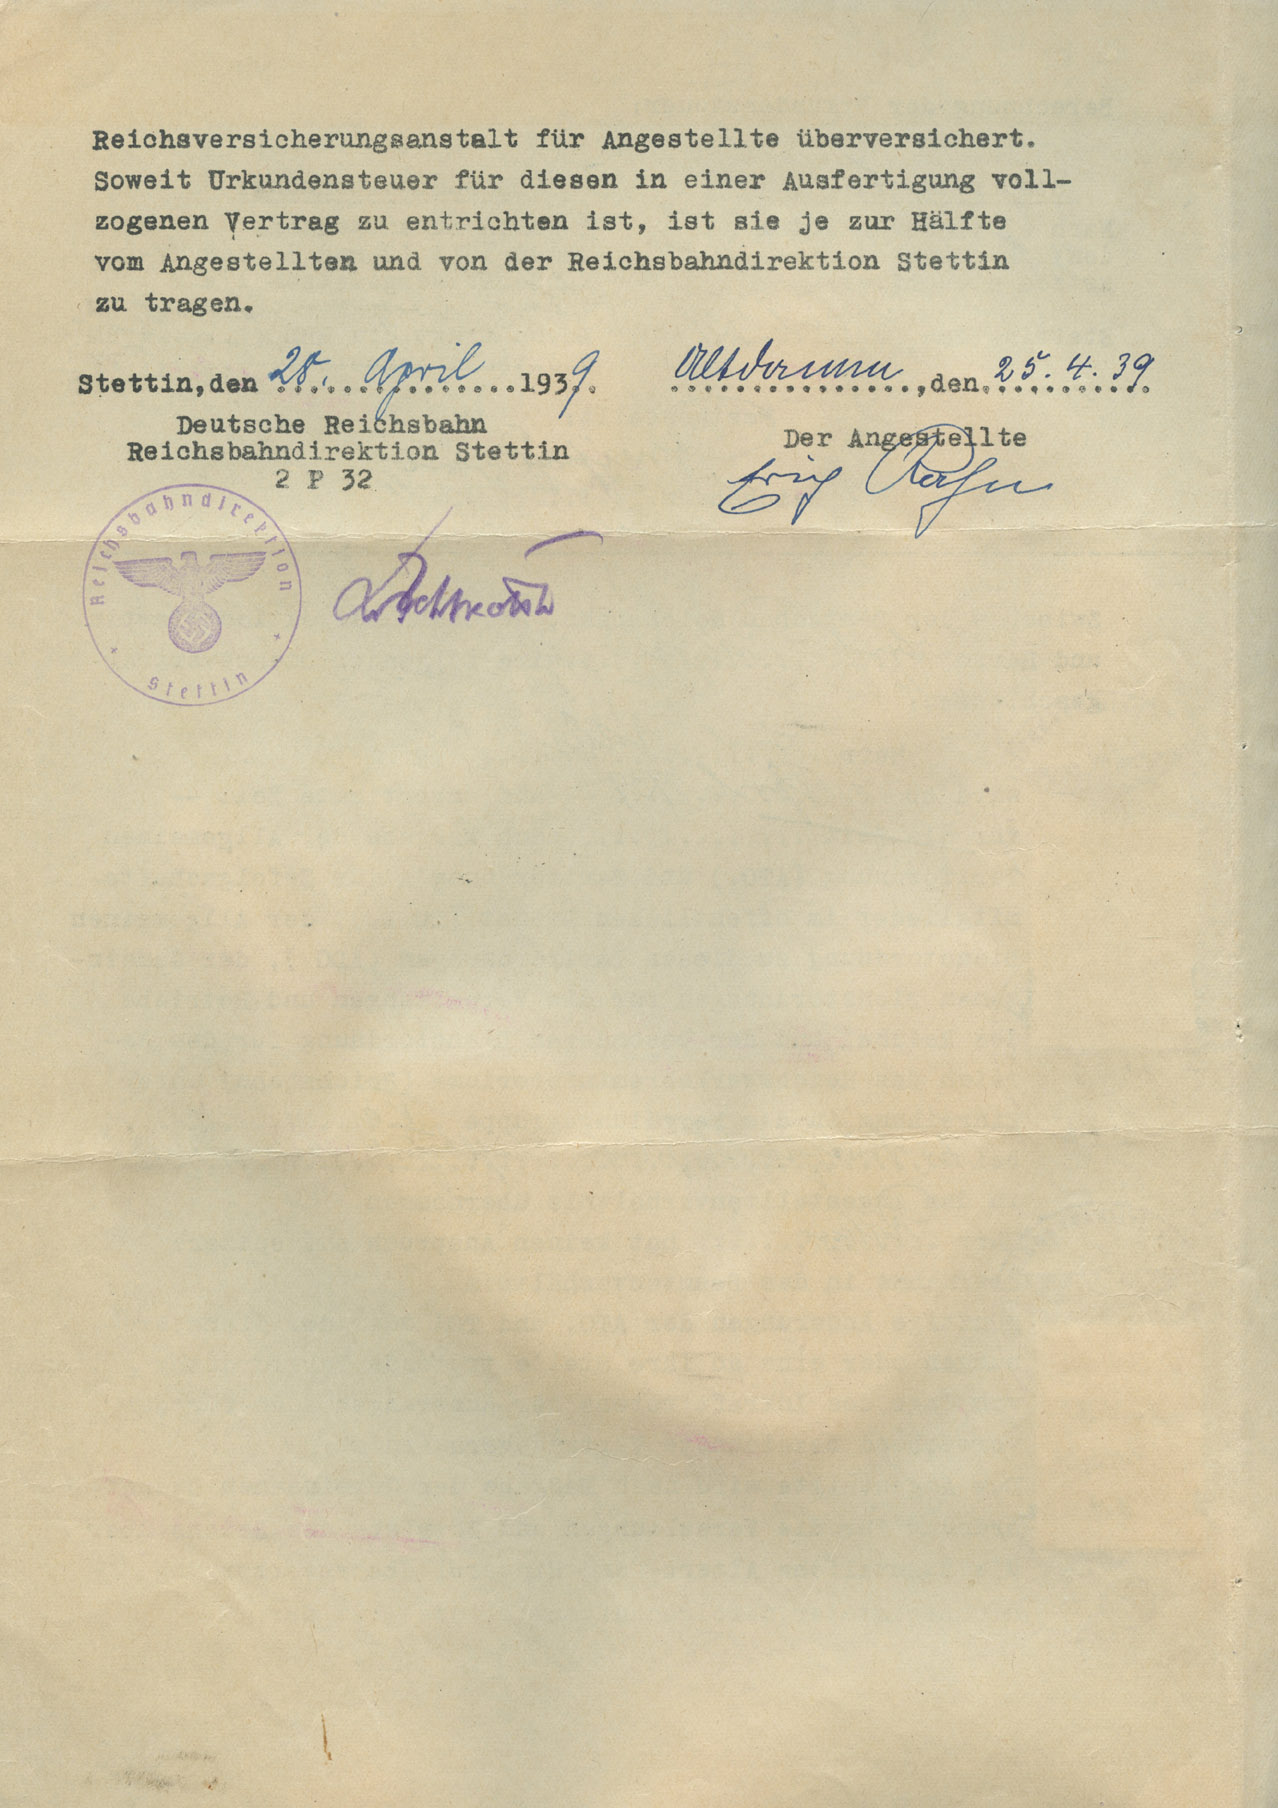 Reichsversicherungsanstalt für Angestellte überversichert.
Soweit Urkundensteuer für diesen in einer Ausfertigung voll-
zogenen Vertrag zu entrichten ist, ist sie je zur Hälfte
vom Angestellten und von der Reichsbahndirektion Stettin
zu tragen.
Stettin, den 28. April 1939.
Deutsche Reichsbahn
Reichsbahndirektion Stettin
2 P 32
Altdamm, den 25.4.39
Der Angestellte
Erich
Reichsbahndirektion
Stettin